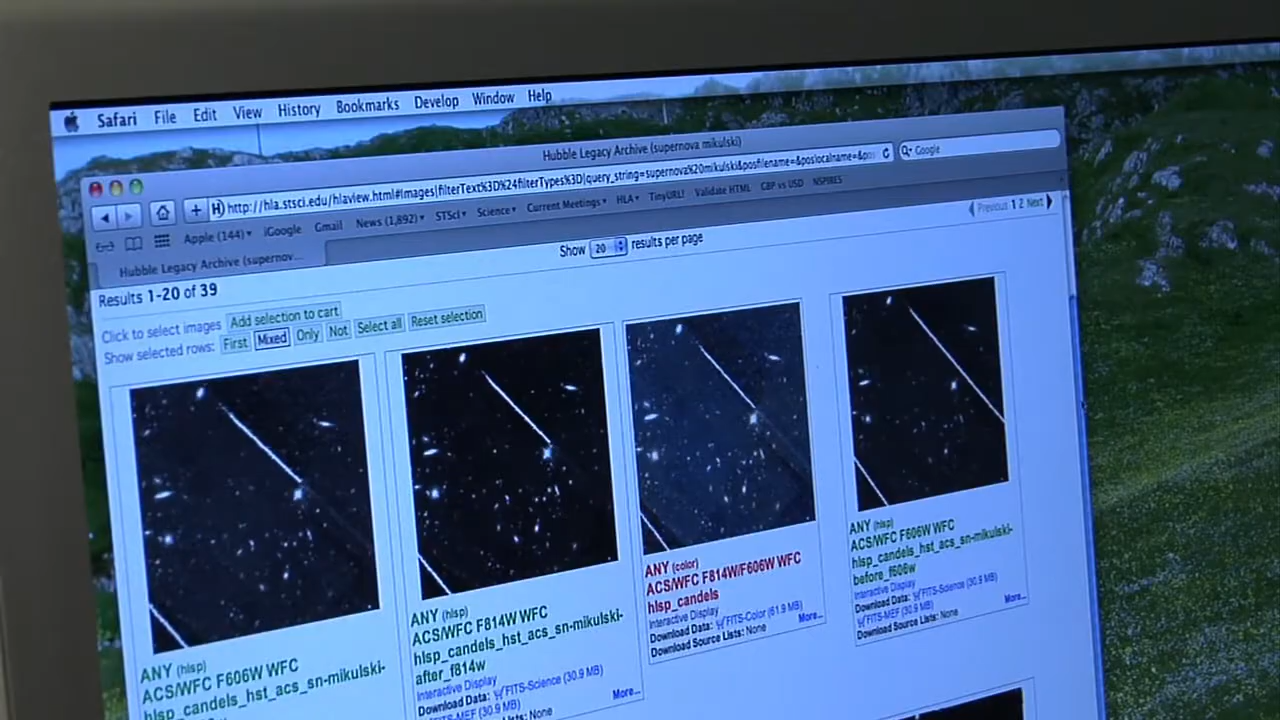 Safari File Edit View History Bookmarks Develop Window Help
Hubble Legacy Archive (supernova mikulski)
http://hla.stsci.edu/hlaview.html#Images|filterText%3D%24filterTypes%3D|query_string=supernova%20mikulski&posfilename=&poslocalname=&pos
Google
Apple (144) iGoogle Gmail News (1,892) STScI Science Current Meetings HLA TinyURL! Validate HTML GBP vs USD NSPIRES
Hubble Legacy Archive (supernov...
Show 20 results per page
Previous 1 2 Next
Results 1-20 of 39
Click to select images Add selection to cart
Show selected rows: First Mixed Only Not Select all Reset selection
ANY (hlsp)
ACS/WFC F606W WFC
hlsp_candels_hst_acs_sn-mikulski-
ANY (hlsp)
ACS/WFC F814W WFC
hlsp_candels_hst_acs_sn-mikulski-
after_f814w
Interactive Display
Download Data: FITS-Science (30.9 MB)
FITS-MEF (30.9 MB)
Lists: None
More...
ANY (color)
ACS/WFC F814W/F606W WFC
hlsp_candels
Interactive Display
Download Data: FITS-Color (61.9 MB)
Download Source Lists: None
More...
ANY (hlsp)
ACS/WFC F606W WFC
hlsp_candels_hst_acs_sn-mikulski-
before_f606w
Interactive Display
Download Data: FITS-Science (30.9 MB)
FITS-MEF (30.9 MB)
Download Source Lists: None
More...